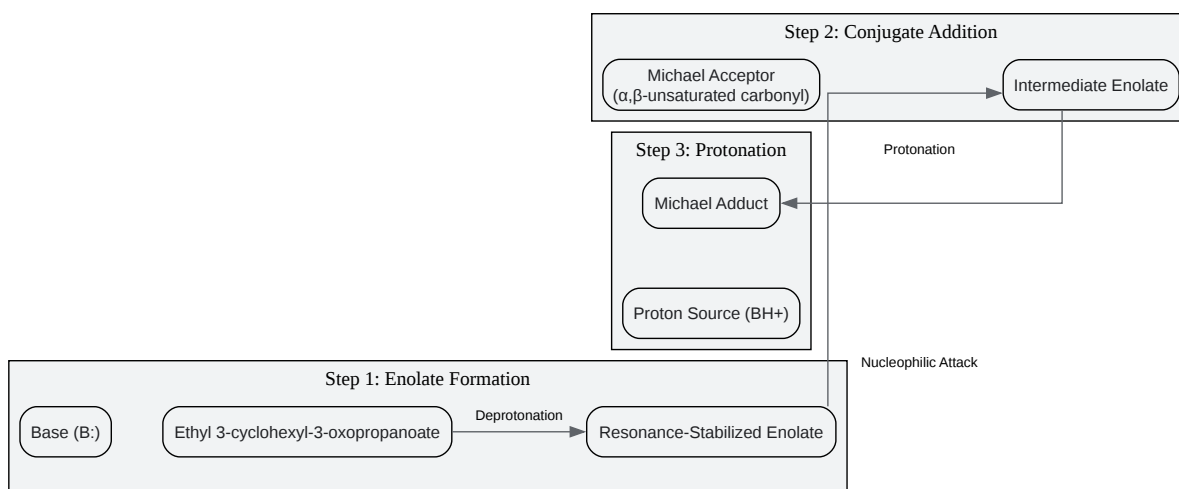 Step 2: Conjugate Addition
Michael Acceptor
(α,β-unsaturated carbonyl)
Intermediate Enolate
Step 3: Protonation
Protonation
Michael Adduct
Proton Source (BH+)
Nucleophilic Attack
Step 1: Enolate Formation
Base (B:)
Ethyl 3-cyclohexyl-3-oxopropanoate
Deprotonation
Resonance-Stabilized Enolate